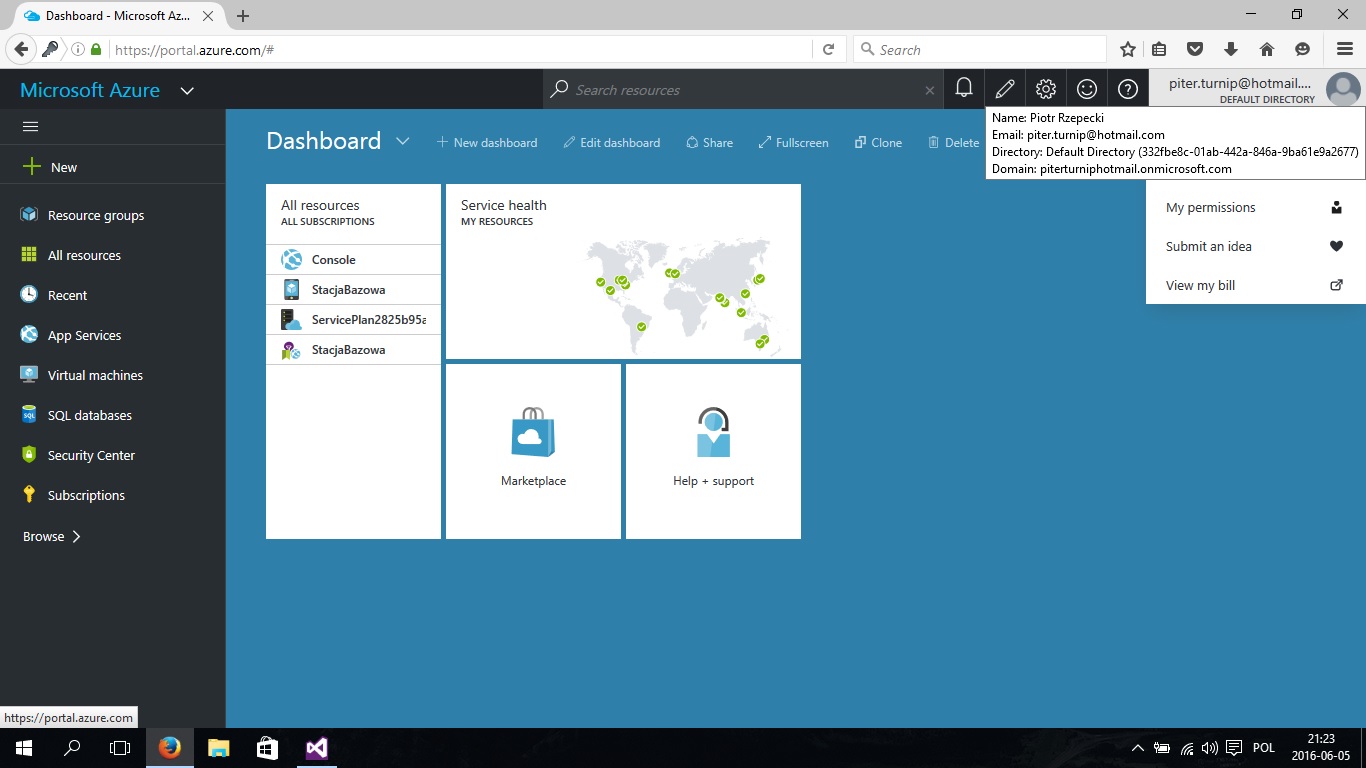 Dashboard - Microsoft Az...
https://portal.azure.com/#
Search
Microsoft Azure
Search resources
piter.turnip@hotmail....
DEFAULT DIRECTORY
Name: Piotr Rzepecki
Email: piter.turnip@hotmail.com
Directory: Default Directory (332fbe8c-01ab-442a-846a-9ba61e9a2677)
Domain: piterturniphotmail.onmicrosoft.com
My permissions
Submit an idea
View my bill
New
Resource groups
All resources
Recent
App Services
Virtual machines
SQL databases
Security Center
Subscriptions
Browse
Dashboard
New dashboard
Edit dashboard
Share
Fullscreen
Clone
Delete
All resources
ALL SUBSCRIPTIONS
Console
StacjaBazowa
ServicePlan2825b95a
StacjaBazowa
Service health
MY RESOURCES
Marketplace
Help + support
https://portal.azure.com
POL
21:23
2016-06-05